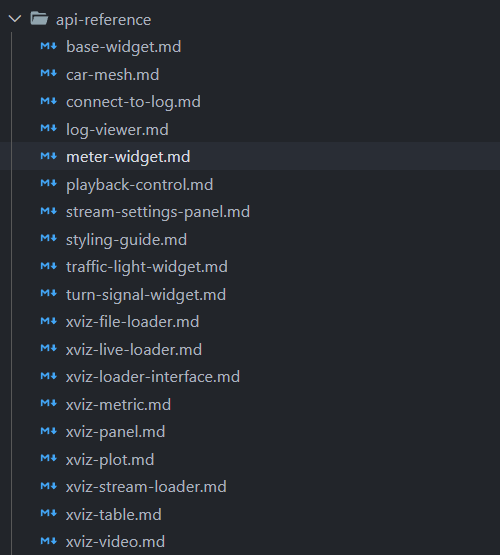 api-reference
base-widget.md
car-mesh.md
connect-to-log.md
log-viewer.md
meter-widget.md
playback-control.md
stream-settings-panel.md
styling-guide.md
traffic-light-widget.md
turn-signal-widget.md
xviz-file-loader.md
xviz-live-loader.md
xviz-loader-interface.md
xviz-metric.md
xviz-panel.md
xviz-plot.md
xviz-stream-loader.md
xviz-table.md
xviz-video.md